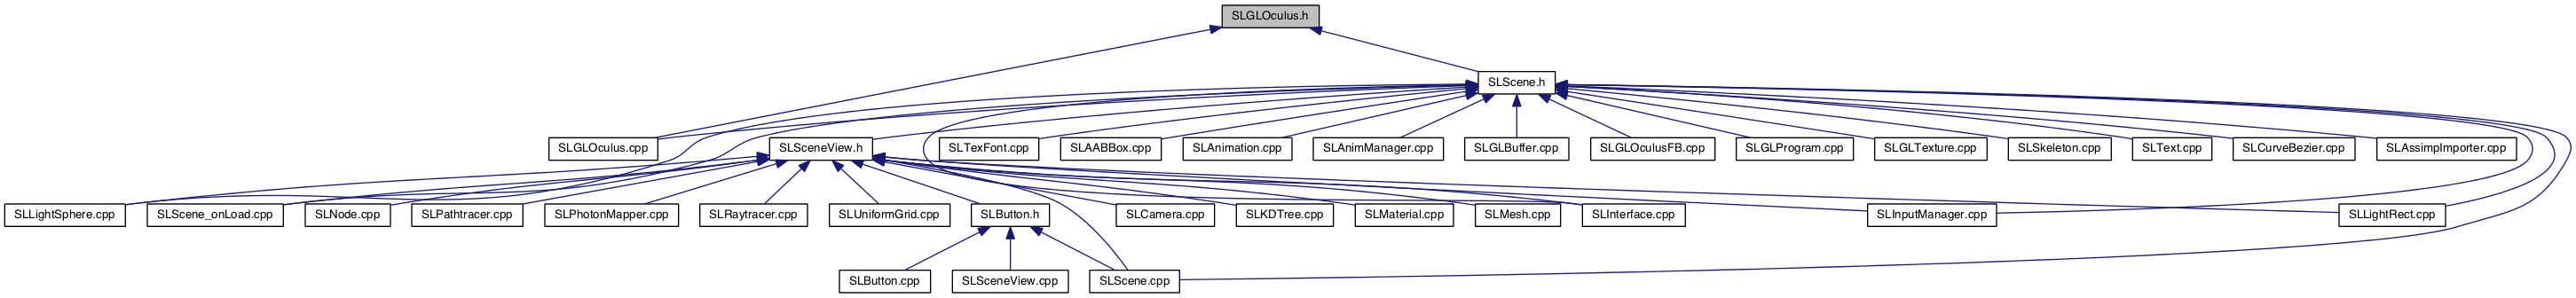 SLGLOculus.h
SLScene.h
SLGLOculus.cpp
SLSceneView.h
SLTexFont.cpp
SLAABBox.cpp
SLAnimation.cpp
SLAnimManager.cpp
SLGLBuffer.cpp
SLGLOculusFB.cpp
SLGLProgram.cpp
SLGLTexture.cpp
SLSkeleton.cpp
SLText.cpp
SLCurveBezier.cpp
SLAssimpImporter.cpp
SLLightSphere.cpp
SLScene_onLoad.cpp
SLNode.cpp
SLPathtracer.cpp
SLPhotonMapper.cpp
SLRaytracer.cpp
SLUniformGrid.cpp
SLButton.h
SLCamera.cpp
SLKDTree.cpp
SLMaterial.cpp
SLMesh.cpp
SLInterface.cpp
SLInputManager.cpp
SLLightRect.cpp
SLButton.cpp
SLSceneView.cpp
SLScene.cpp